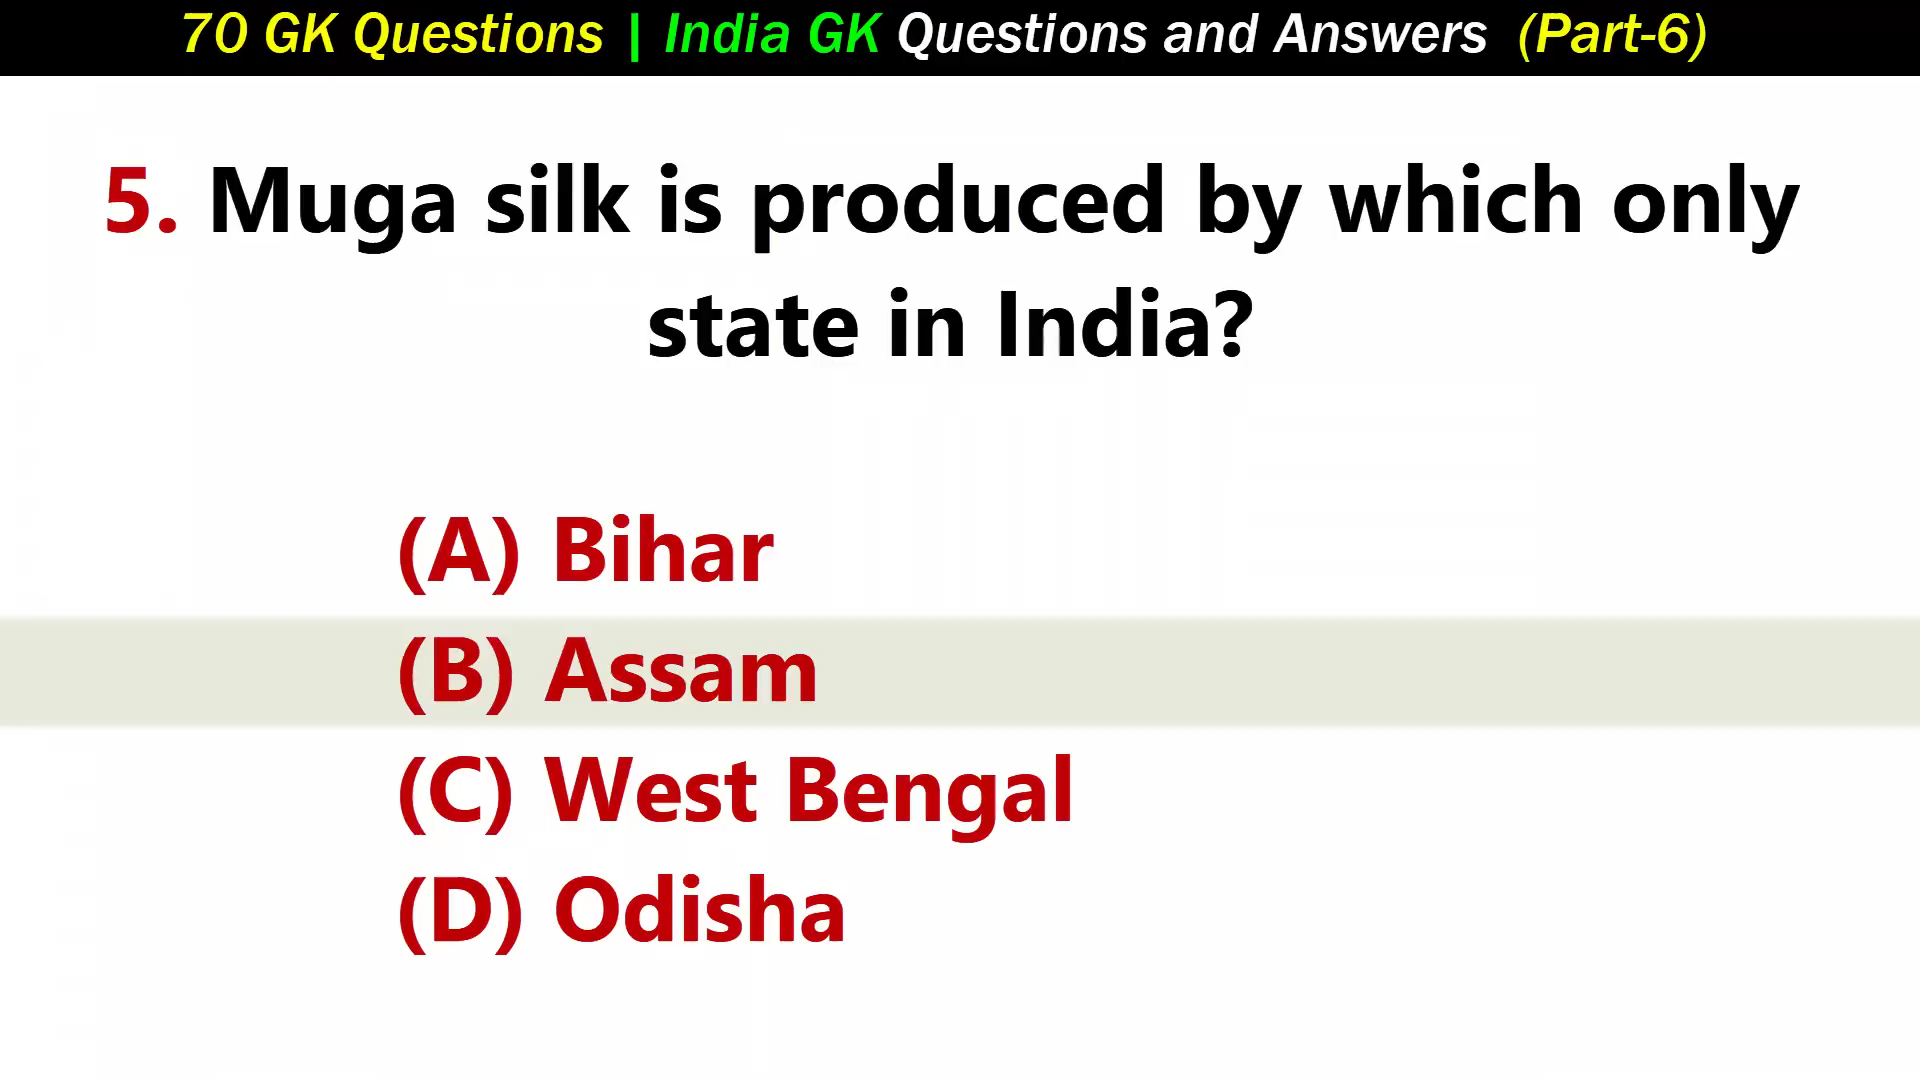 70 GK Questions | India GK Questions and Answers (Part-6)
5. Muga silk is produced by which only
state in India?
(A) Bihar
(B) Assam
(C) West Bengal
(D) Odisha